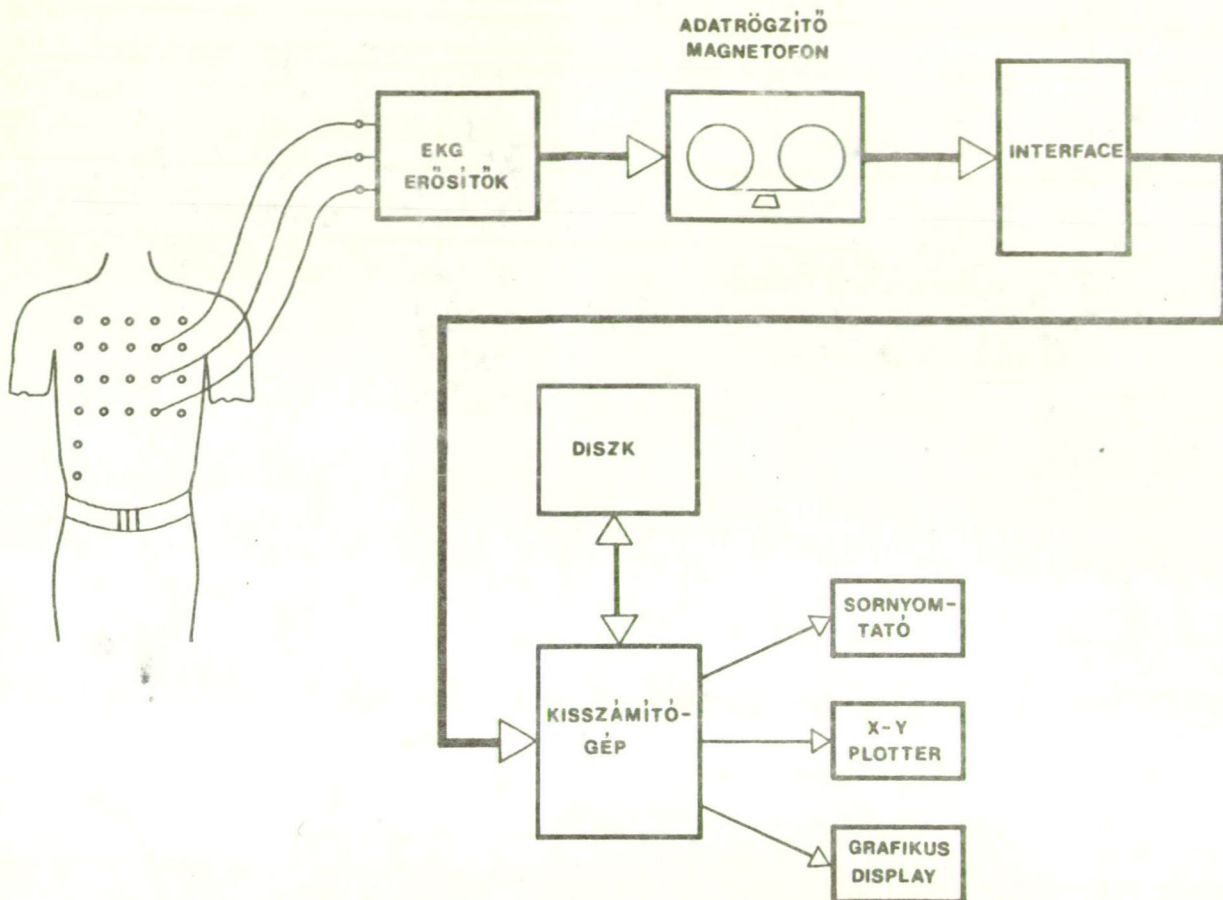 ADATRÖGZÍTŐ
MAGNETOFON
EKG
ERŐSÍTŐK
INTERFACE
DISZK
KISSZÁMÍTÓ-
GÉP
SORNYOM-
TATÓ
X-Y
PLOTTER
GRAFIKUS
DISPLAY